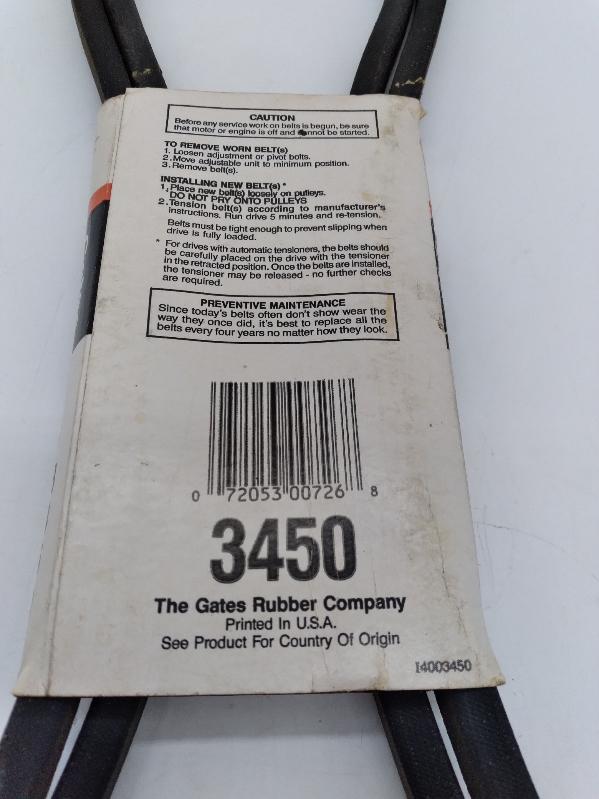 CAUTION
Before any service work on belts is begun, be sure
that motor or engine is off and cannot be started.
TO REMOVE WORN BELT(s)
1. Loosen adjustment or pivot bolts.
2. Move adjustable unit to minimum position.
3. Remove belt(s).
INSTALLING NEW BELT(s) *
1. Place new belt(s) loosely on pulleys.
DO NOT PRY ONTO PULLEYS
2. Tension belt(s) according to manufacturer's
instructions. Run drive 5 minutes and re-tension.
Belts must be tight enough to prevent slipping when
drive is fully loaded.
* For drives with automatic tensioners, the belts should
be carefully placed on the drive with the tensioner
in the retracted position. Once the belts are installed,
the tensioner may be released - no further checks
are required.
PREVENTIVE MAINTENANCE
Since today's belts often don't show wear the
way they once did, it's best to replace all the
belts every four years no matter how they look.
0 72053 00726 8
3450
The Gates Rubber Company
Printed In U.S.A.
See Product For Country Of Origin
I4003450